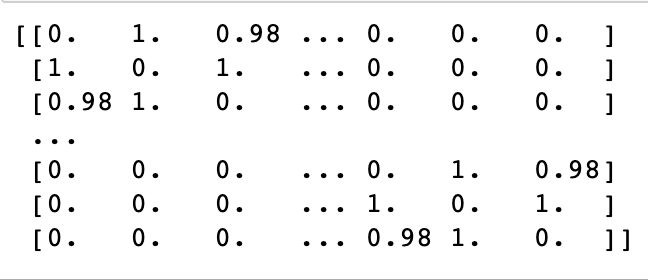 [[0.   1.   0.98 ... 0.   0.   0.  ]
 [1.   0.   1.   ... 0.   0.   0.  ]
 [0.98 1.   0.   ... 0.   0.   0.  ]
 ...
 [0.   0.   0.   ... 0.   1.   0.98]
 [0.   0.   0.   ... 1.   0.   1.  ]
 [0.   0.   0.   ... 0.98 1.   0.  ]]